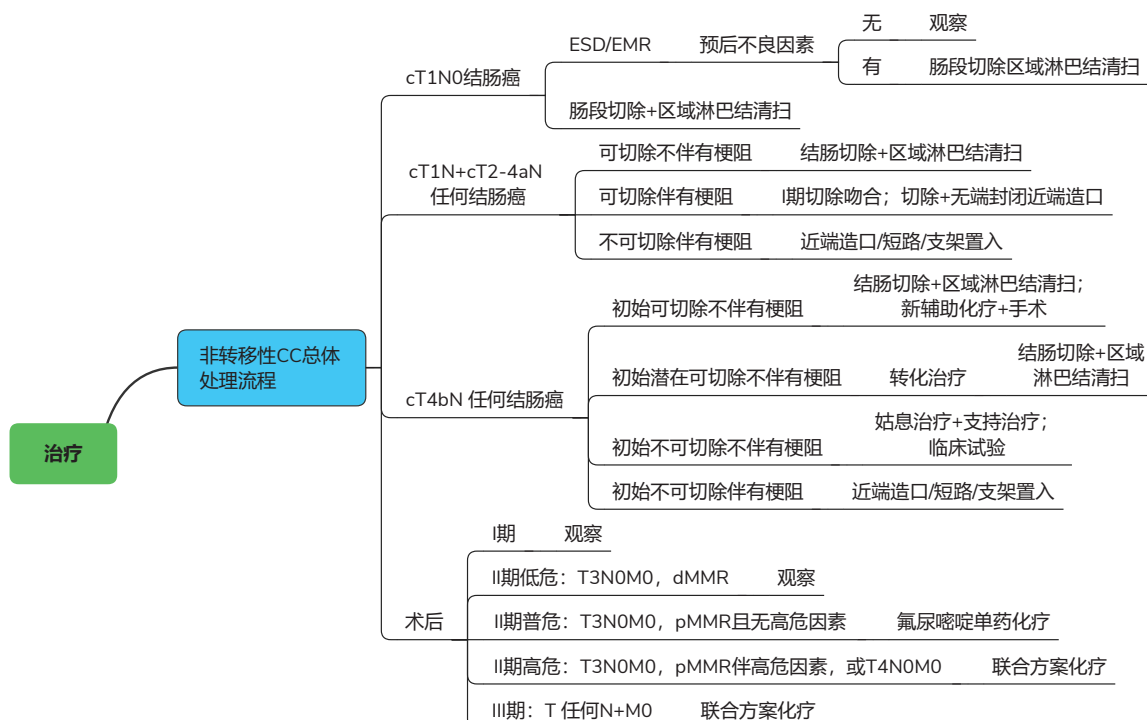 治疗
非转移性CC总体
处理流程
cT1N0结肠癌
ESD/EMR
预后不良因素
无
观察
有
肠段切除区域淋巴结清扫
肠段切除+区域淋巴结清扫
cT1N+cT2-4aN
任何结肠癌
可切除不伴有梗阻
结肠切除+区域淋巴结清扫
可切除伴有梗阻
I期切除吻合；切除+无端封闭近端造口
不可切除伴有梗阻
近端造口/短路/支架置入
cT4bN 任何结肠癌
初始可切除不伴有梗阻
结肠切除+区域淋巴结清扫；
新辅助化疗+手术
初始潜在可切除不伴有梗阻
转化治疗
结肠切除+区域
淋巴结清扫
初始不可切除不伴有梗阻
姑息治疗+支持治疗；
临床试验
初始不可切除伴有梗阻
近端造口/短路/支架置入
术后
I期
观察
II期低危：T3N0M0，dMMR
观察
II期普危：T3N0M0，pMMR且无高危因素
氟尿嘧啶单药化疗
II期高危：T3N0M0，pMMR伴高危因素，或T4N0M0
联合方案化疗
III期：T 任何N+M0
联合方案化疗